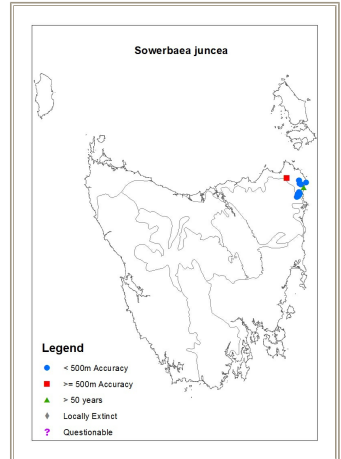 Sowerbaea juncea
Legend
< 500m Accuracy
>= 500m Accuracy
> 50 years
Locally Extinct
? Questionable